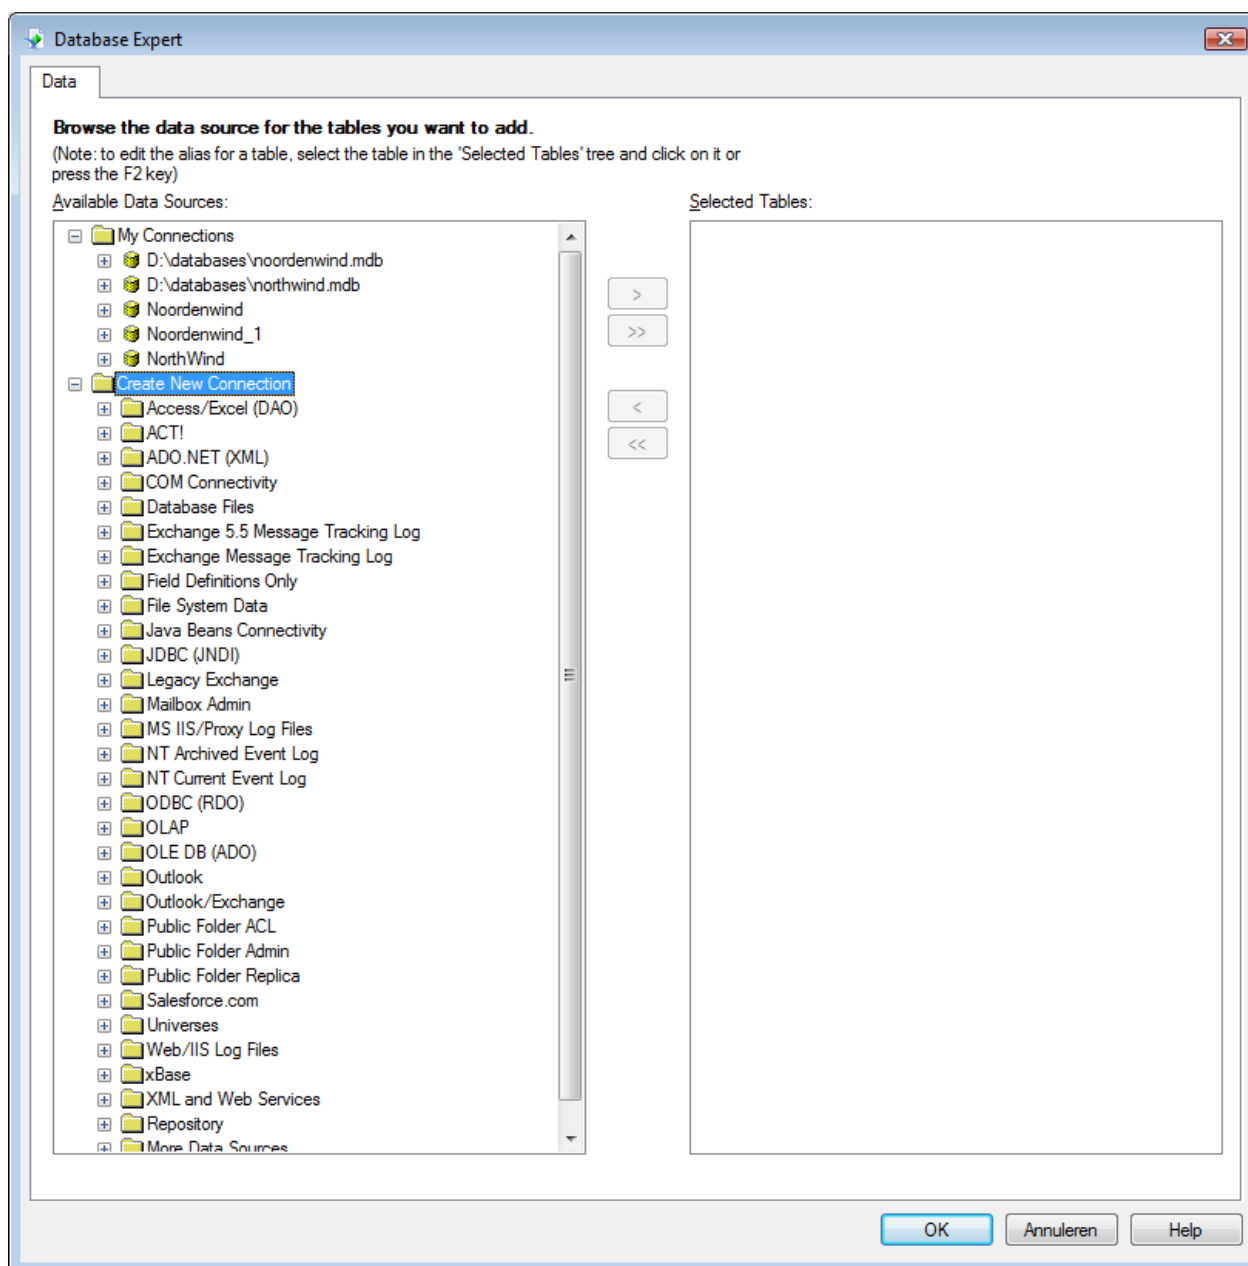 Database Expert
Data
Browse the data source for the tables you want to add.
(Note: to edit the alias for a table, select the table in the 'Selected Tables' tree and click on it or
press the F2 key)
Available Data Sources:
Selected Tables:
My Connections
D:\databases\noordenwind.mdb
D:\databases\northwind.mdb
Noordenwind
Noordenwind_1
NorthWind
Create New Connection
Access/Excel (DAO)
ACT!
ADO.NET (XML)
COM Connectivity
Database Files
Exchange 5.5 Message Tracking Log
Exchange Message Tracking Log
Field Definitions Only
File System Data
Java Beans Connectivity
JDBC (JNDI)
Legacy Exchange
Mailbox Admin
MS IIS/Proxy Log Files
NT Archived Event Log
NT Current Event Log
ODBC (RDO)
OLAP
OLE DB (ADO)
Outlook
Outlook/Exchange
Public Folder ACL
Public Folder Admin
Public Folder Replica
Salesforce.com
Universes
Web/IIS Log Files
xBase
XML and Web Services
Repository
More Data Sources
>
>>
<
<<
OK
Annuleren
Help